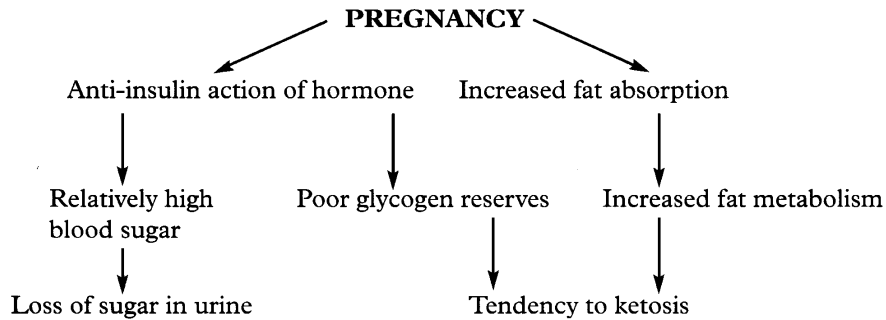 PREGNANCY
Anti-insulin action of hormone
Increased fat absorption
Relatively high
blood sugar
Poor glycogen reserves
Increased fat metabolism
Loss of sugar in urine
Tendency to ketosis